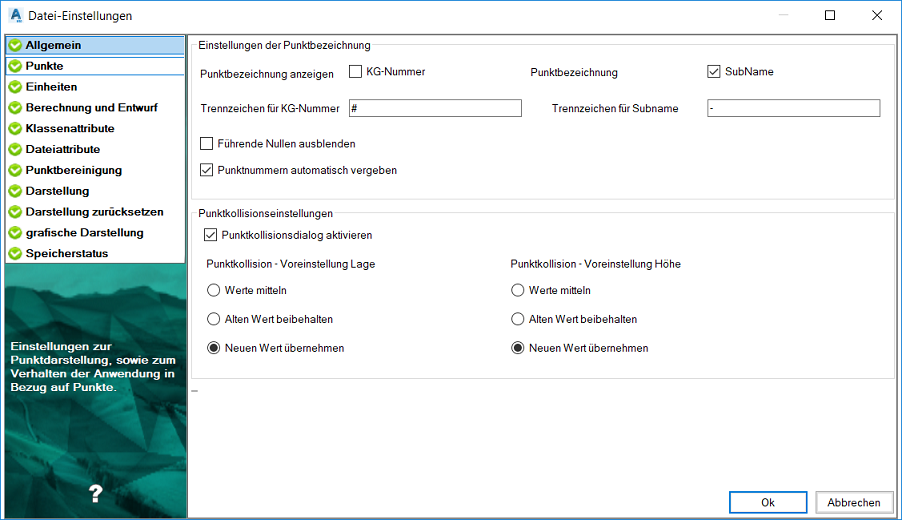 Datei-Einstellungen
Allgemein
Punkte
Einheiten
Berechnung und Entwurf
Klassenattribute
Dateiattribute
Punktbereinigung
Darstellung
Darstellung zurücksetzen
grafische Darstellung
Speicherstatus
Einstellungen zur
Punktdarstellung, sowie zum
Verhalten der Anwendung in
Bezug auf Punkte.
?
Einstellungen der Punktbezeichnung
Punktbezeichnung anzeigen KG-Nummer Punktbezeichnung SubName
Trennzeichen für KG-Nummer # Trennzeichen für Subname -
Führende Nullen ausblenden
Punktnummern automatisch vergeben
Punktkollisionseinstellungen
Punktkollisionsdialog aktivieren
Punktkollision - Voreinstellung Lage Punktkollision - Voreinstellung Höhe
Werte mitteln Werte mitteln
Alten Wert beibehalten Alten Wert beibehalten
Neuen Wert übernehmen Neuen Wert übernehmen
Ok Abbrechen